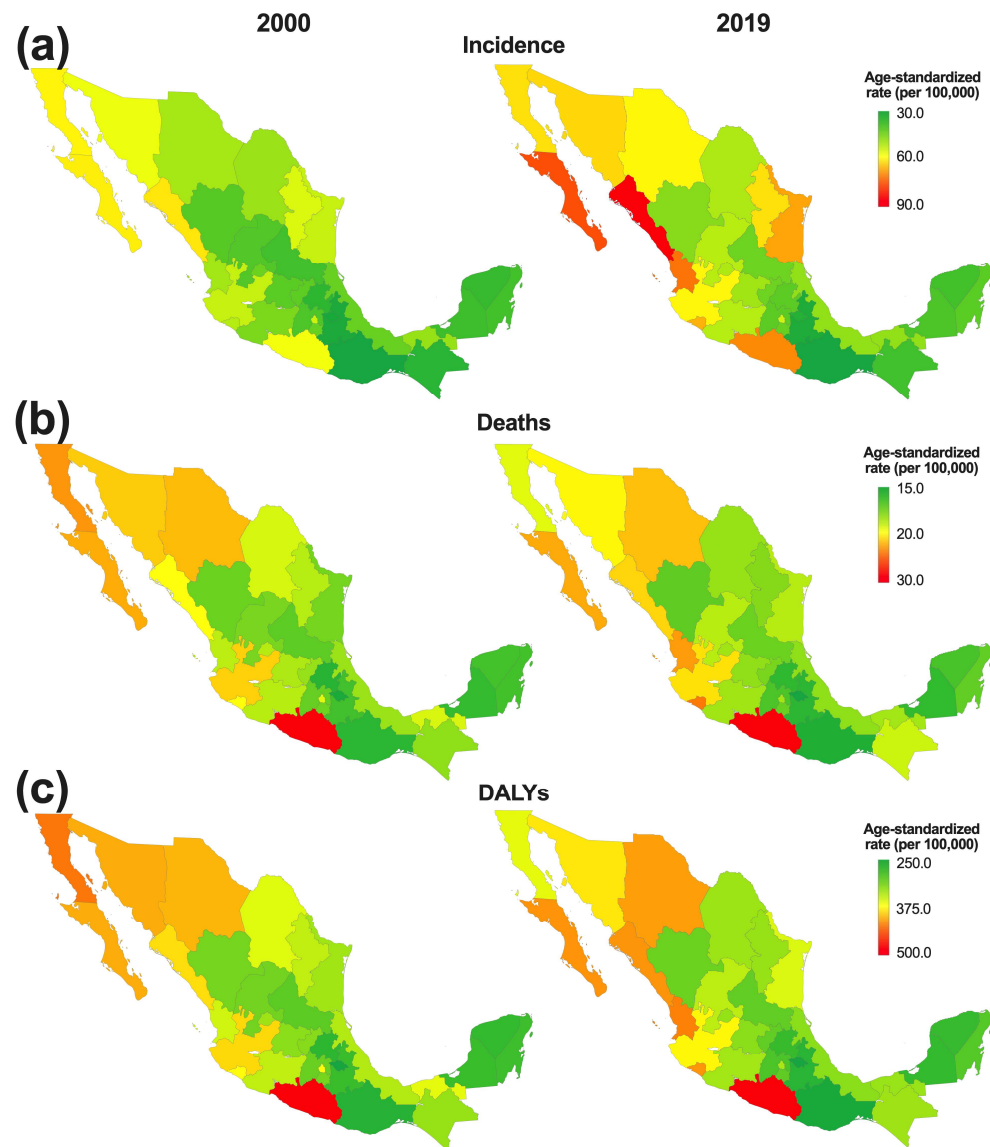 2000
2019
(a)
Incidence
Age-standardized
rate (per 100,000)
30.0
60.0
90.0
(b)
Deaths
Age-standardized
rate (per 100,000)
15.0
20.0
30.0
(c)
DALYs
Age-standardized
rate (per 100,000)
250.0
375.0
500.0